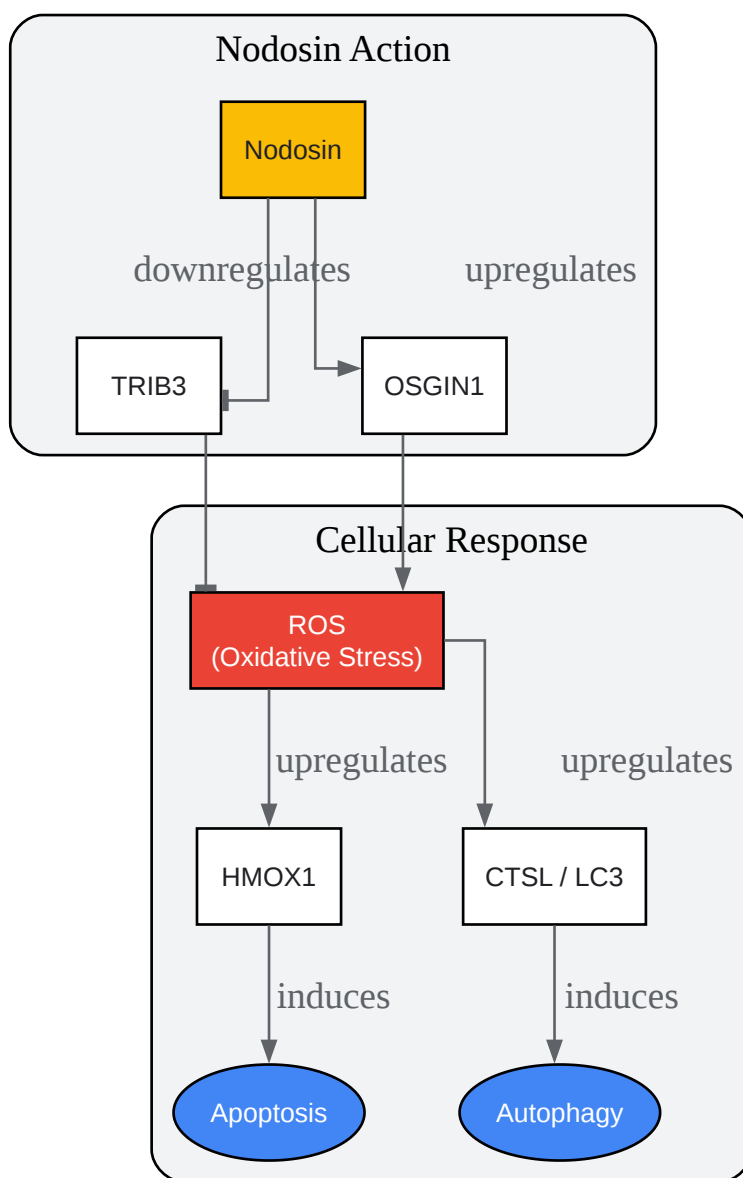 Nodosin Action
Nodosin
downregulates
upregulates
TRIB3
OSGIN1
Cellular Response
ROS
(Oxidative Stress)
upregulates
upregulates
HMOX1
CTSL / LC3
induces
induces
Apoptosis
Autophagy